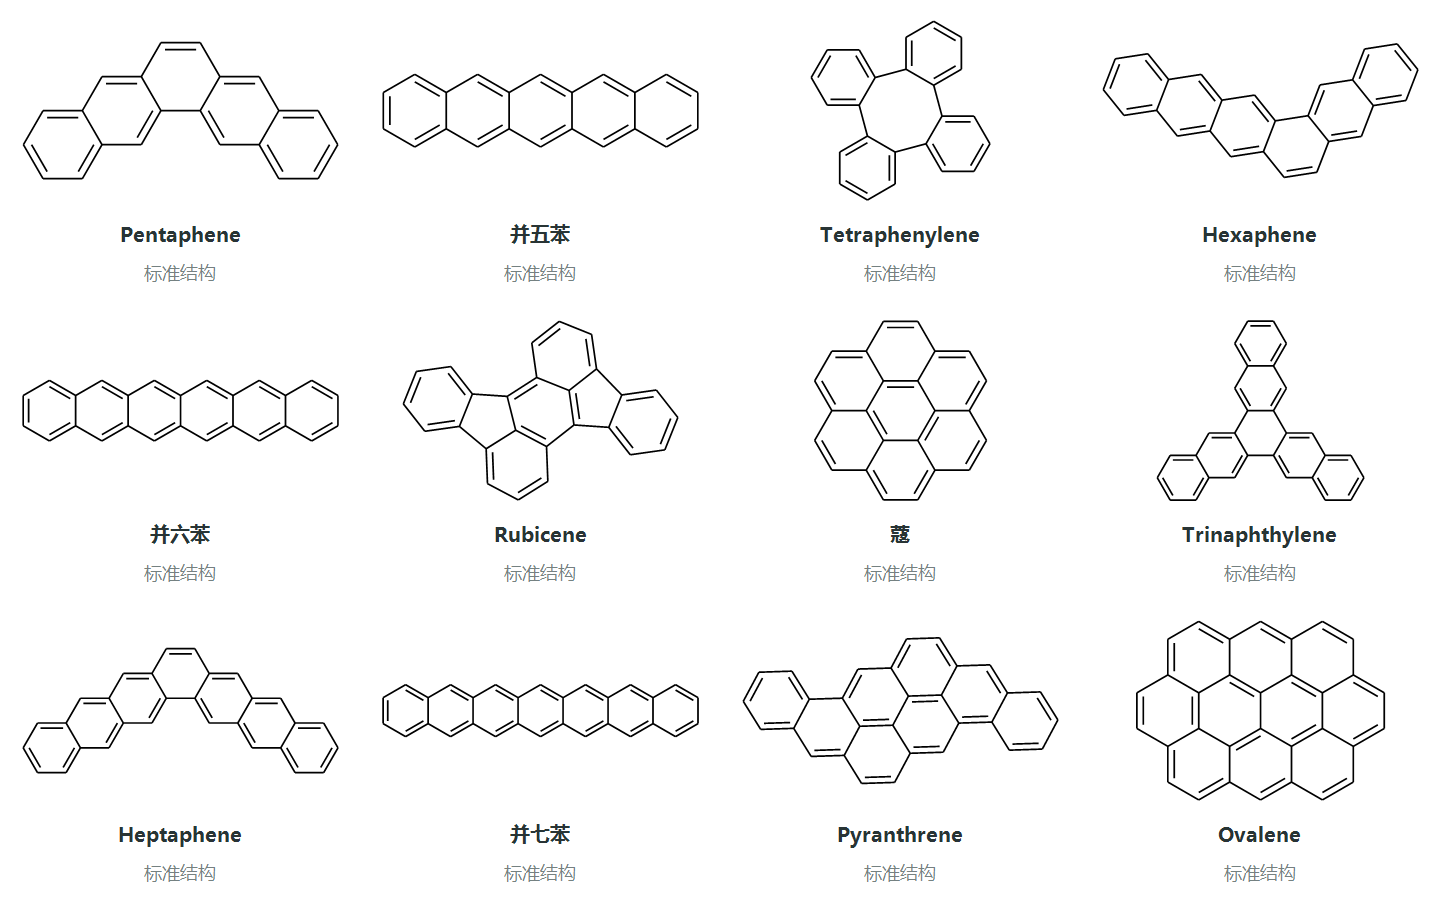 Pentaphene
标准结构
并五苯
标准结构
Tetraphenylene
标准结构
Hexaphene
标准结构
并六苯
标准结构
Rubicene
标准结构
蔻
标准结构
Trinaphthylene
标准结构
Heptaphene
标准结构
并七苯
标准结构
Pyranthrene
标准结构
Ovalene
标准结构